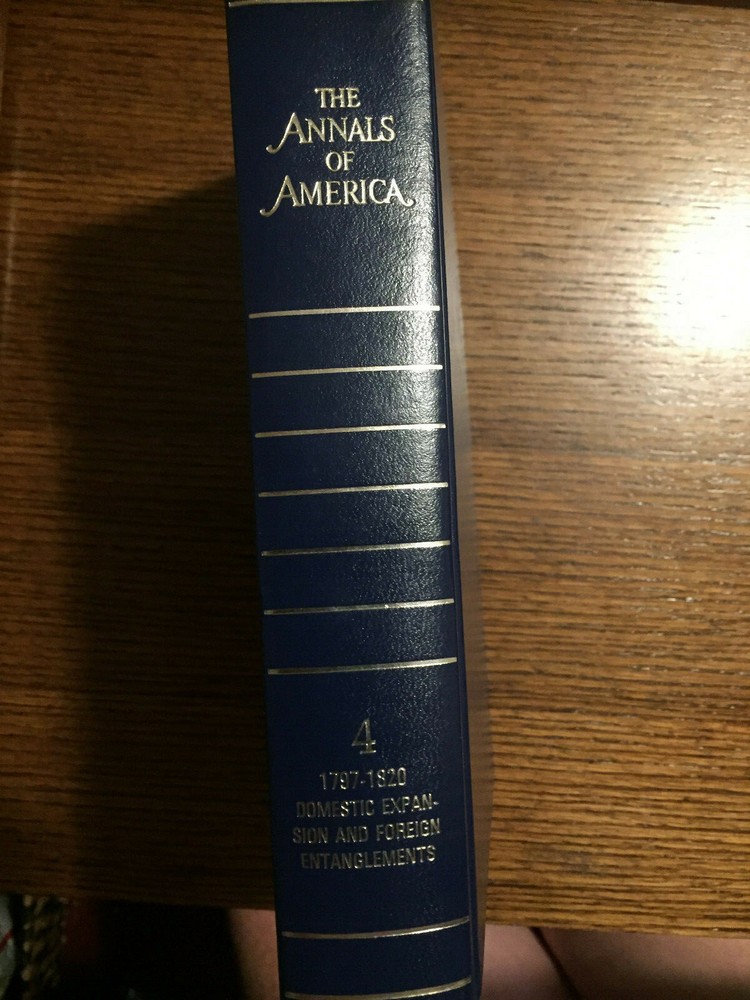 THE
ANNALS
OF
AMERICA
4
1797-1820
DOMESTIC EXPAN-
SION AND FOREIGN
ENTANGLEMENTS